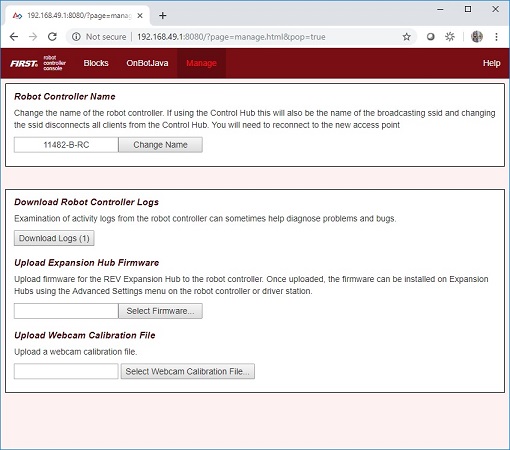 192.168.49.1:8080/?page=manag
Not secure | 192.168.49.1:8080/?page=manage.html&pop=true
FIRST® robot controller console Blocks OnBotJava Manage Help
Robot Controller Name
Change the name of the robot controller. If using the Control Hub this will also be the name of the broadcasting ssid and changing
the ssid disconnects all clients from the Control Hub. You will need to reconnect to the new access point
11482-B-RC Change Name
Download Robot Controller Logs
Examination of activity logs from the robot controller can sometimes help diagnose problems and bugs.
Download Logs (1)
Upload Expansion Hub Firmware
Upload firmware for the REV Expansion Hub to the robot controller. Once uploaded, the firmware can be installed on Expansion
Hubs using the Advanced Settings menu on the robot controller or driver station.
Select Firmware...
Upload Webcam Calibration File
Upload a webcam calibration file.
Select Webcam Calibration File...